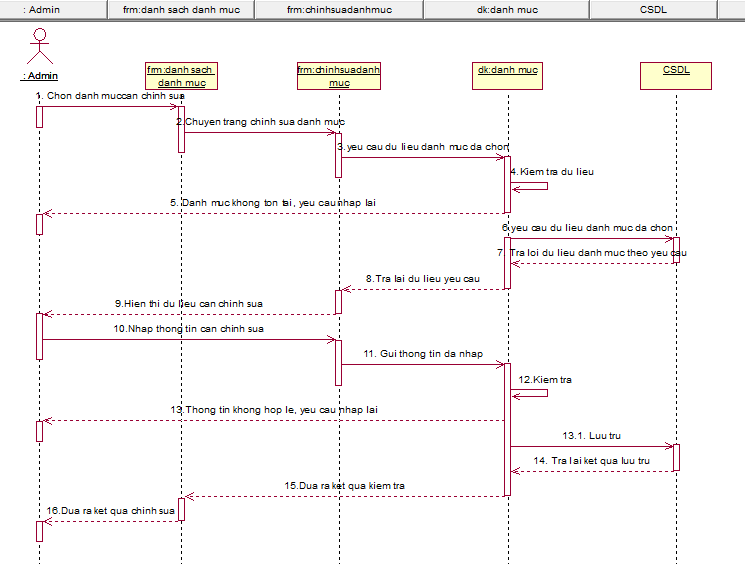 : Admin
frm:danh sach danh muc
frm:chinhsuadanhmuc
dk:danh muc
CSDL
: Admin
frm:danh sach
danh muc
frm:chinhsuadanh
muc
dk:danh muc
CSDL
1. Chon danh muccan chinh sua
2.Chuyen trang chinh sua danh muc
3.yeu cau du lieu danh muc da chon
4.Kiem tra du lieu
5. Danh muc khong ton tai, yeu cau nhap lai
6.yeu cau du lieu danh muc da chon
7. Tra loi du lieu danh muc theo yeu cau
8.Tra lai du lieu yeu cau
9.Hien thi du lieu can chinh sua
10.Nhap thong tin can chinh sua
11. Gui thong tin da nhap
12.Kiem tra
13.Thong tin khong hop le, yeu cau nhap lai
13.1. Luu tru
14. Tra lai ket qua luu tru
15.Dua ra ket qua kiem tra
16.Dua ra ket qua chinh sua